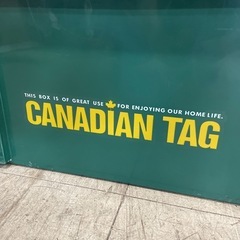 THIS BOX IS OF GREAT USE FOR ENJOYING OUR HOME LIFE.
CANADIAN TAG